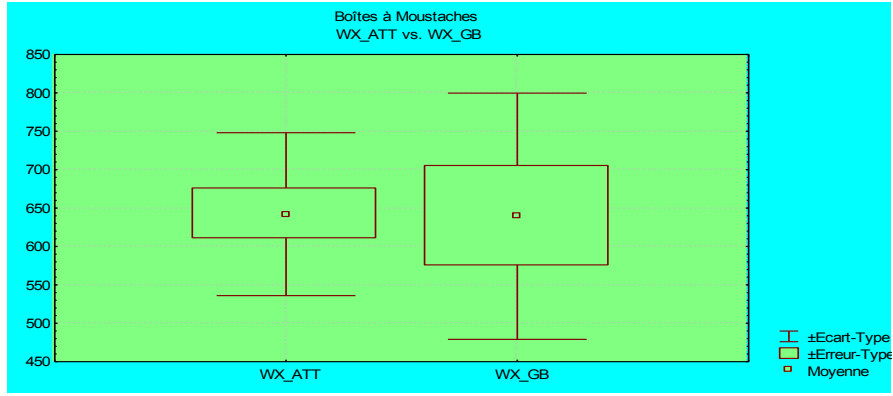 Boîtes à Moustaches
WX_ATT vs. WX_GB
850
800
750
700
650
600
550
500
450
WX_ATT
WX_GB
±Ecart-Type
±Erreur-Type
Moyenne